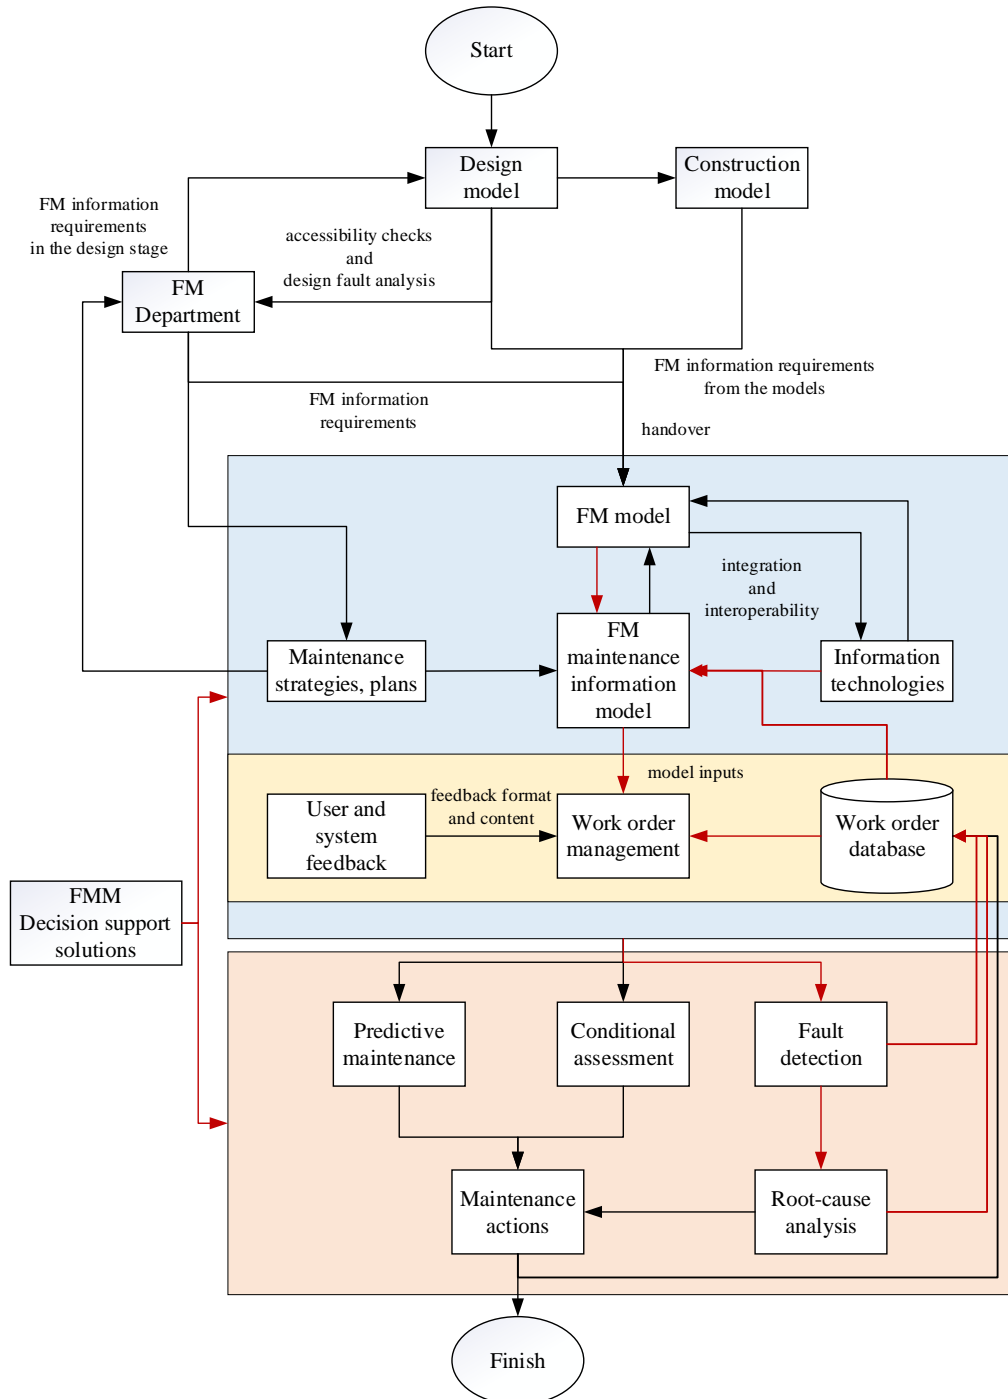 Start
Design
model
Construction
model
FM information
requirements
in the design stage
accessibility checks
and
design fault analysis
FM
Department
FM information requirements
from the models
FM information
requirements
handover
FM model
integration
and
interoperability
Maintenance
strategies, plans
FM
maintenance
information
model
Information
technologies
model inputs
User and
system
feedback
feedback format
and content
Work order
management
Work order
database
FMM
Decision support
solutions
Predictive
maintenance
Conditional
assessment
Fault
detection
Maintenance
actions
Root-cause
analysis
Finish